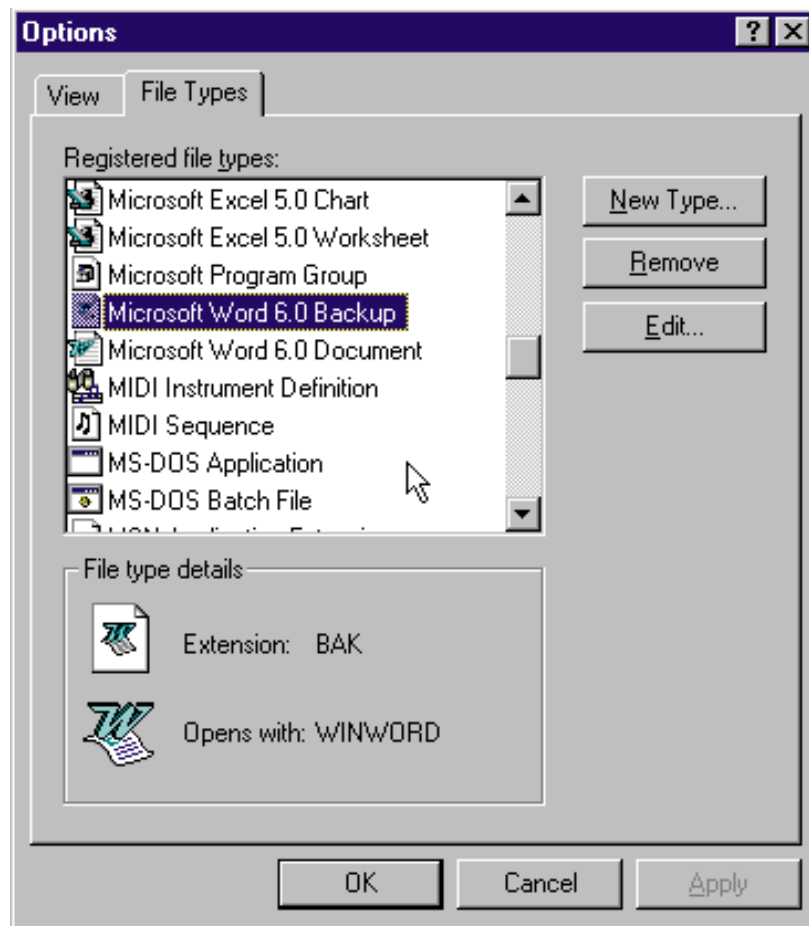 Options
View
File Types
Registered file types:
Microsoft Excel 5.0 Chart
Microsoft Excel 5.0 Worksheet
Microsoft Program Group
Microsoft Word 6.0 Backup
Microsoft Word 6.0 Document
MIDI Instrument Definition
MIDI Sequence
MS-DOS Application
MS-DOS Batch File
New Type...
Remove
Edit...
File type details
Extension: BAK
Opens with: WINWORD
OK
Cancel
Apply